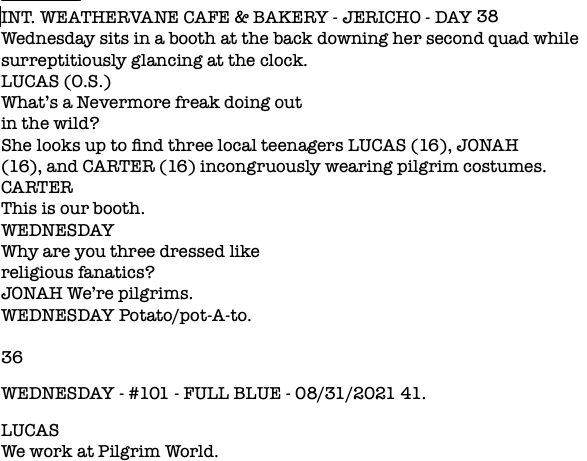 INT. WEATHERVANE CAFE & BAKERY - JERICHO - DAY 38
Wednesday sits in a booth at the back downing her second quad while
surreptitiously glancing at the clock.
LUCAS (O.S.)
What's a Nevermore freak doing out
in the wild?
She looks up to find three local teenagers LUCAS (16), JONAH
(16), and CARTER (16) incongruously wearing pilgrim costumes.
CARTER
This is our booth.
WEDNESDAY
Why are you three dressed like
religious fanatics?
JONAH We're pilgrims.
WEDNESDAY Potato/pot-A-to.
36
WEDNESDAY - #101 - FULL BLUE - 08/31/2021 41.
LUCAS
We work at Pilgrim World.